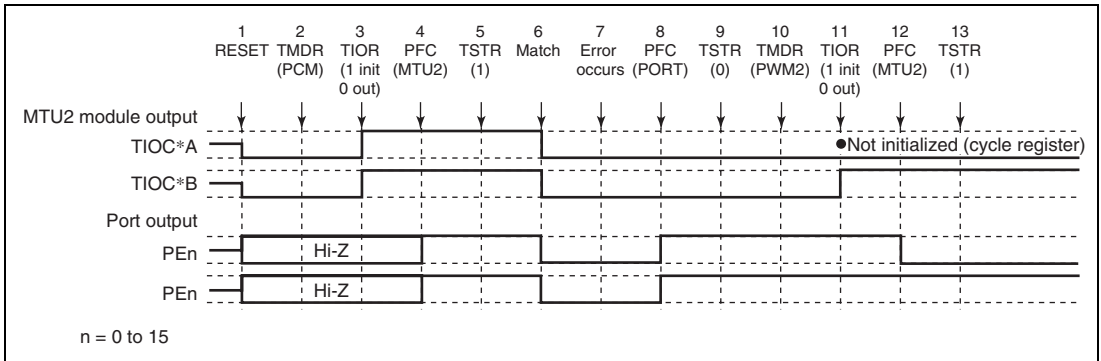 1 2 3 4 5 6 7 8 9 10 11 12 13
RESET TMDR TIOR PFC TSTR Match Error PFC TSTR TMDR TIOR PFC TSTR
(PCM) (1 init (MTU2) (1) occurs (PORT) (0) (PWM2) (1 init (MTU2) (1)
0 out) 0 out)
MTU2 module output
TIOC*A ●Not initialized (cycle register)
TIOC*B
Port output
PEn Hi-Z
PEn Hi-Z
n = 0 to 15